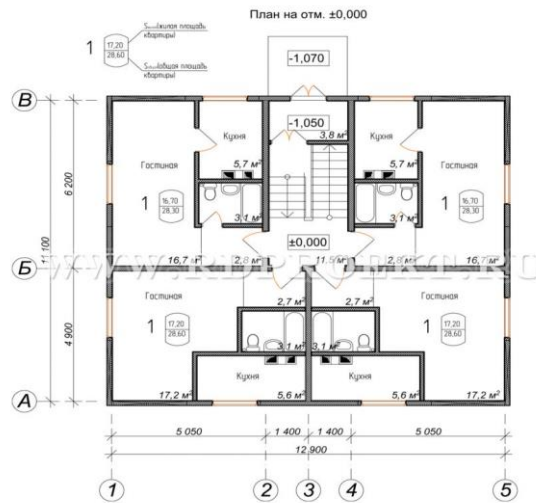 План на отм. ±0,000
1
17,20
28,60
площадь
квартиры)
площадь
квартиры)
-1,070
-1,050
3,8 м²
Кухня
5,7 м²
Кухня
5,7 м²
Гостиная
1
16,70
28,30
16,7 м²
3,1 м²
2,8 м²
±0,000
11,5 м²
3,1 м²
2,8 м²
Гостиная
1
16,70
28,30
16,7 м²
WWW.RDPROEKT.RU
Гостиная
1
17,20
28,60
17,2 м²
2,7 м²
3,1 м²
Кухня
5,6 м²
2,7 м²
3,1 м²
Кухня
5,6 м²
Гостиная
1
17,20
28,60
17,2 м²
В
Б
А
6 200
11 100
4 900
5 050
1 400
1 400
5 050
12 900
1
2
3
4
5